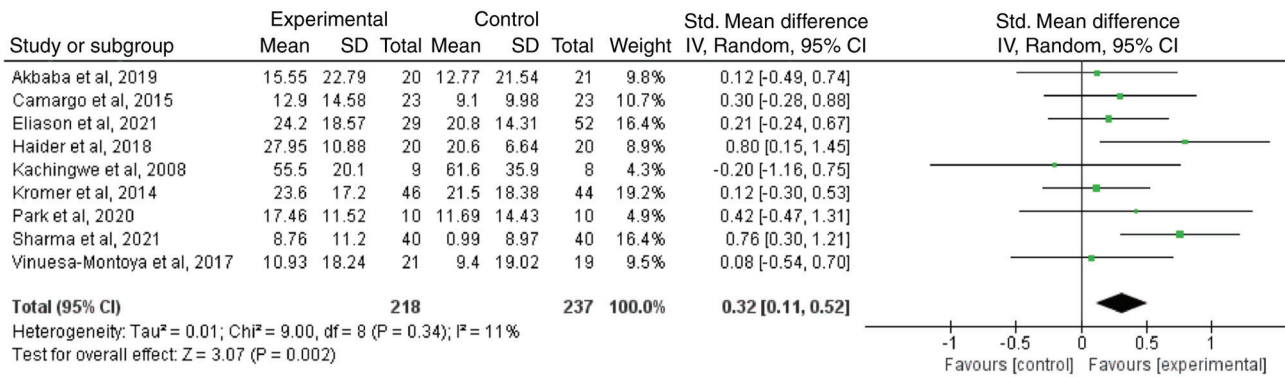 Experimental Control Std. Mean difference Std. Mean difference
Study or subgroup Mean SD Total Mean SD Total Weight IV, Random, 95% CI IV, Random, 95% CI
Akbaba et al, 2019 15.55 22.79 20 12.77 21.54 21 9.8% 0.12 [-0.49, 0.74]
Camargo et al, 2015 12.9 14.58 23 9.1 9.98 23 10.7% 0.30 [-0.28, 0.88]
Eliason et al, 2021 24.2 18.57 29 20.8 14.31 52 16.4% 0.21 [-0.24, 0.67]
Haider et al, 2018 27.95 10.88 20 20.6 6.64 20 8.9% 0.80 [0.15, 1.45]
Kachingwe et al, 2008 55.5 20.1 9 61.6 35.9 8 4.3% -0.20 [-1.16, 0.75]
Kromer et al, 2014 23.6 17.2 46 21.5 18.38 44 19.2% 0.12 [-0.30, 0.53]
Park et al, 2020 17.46 11.52 10 11.69 14.43 10 4.9% 0.42 [-0.47, 1.31]
Sharma et al, 2021 8.76 11.2 40 0.99 8.97 40 16.4% 0.76 [0.30, 1.21]
Vinuesa-Montoya et al, 2017 10.93 18.24 21 9.4 19.02 19 9.5% 0.08 [-0.54, 0.70]
Total (95% CI) 218 237 100.0% 0.32 [0.11, 0.52]
Heterogeneity: Tau² = 0.01; Chi² = 9.00, df = 8 (P = 0.34); I² = 11%
Test for overall effect: Z = 3.07 (P = 0.002)
-1 -0.5 0 0.5 1
Favours [control] Favours [experimental]